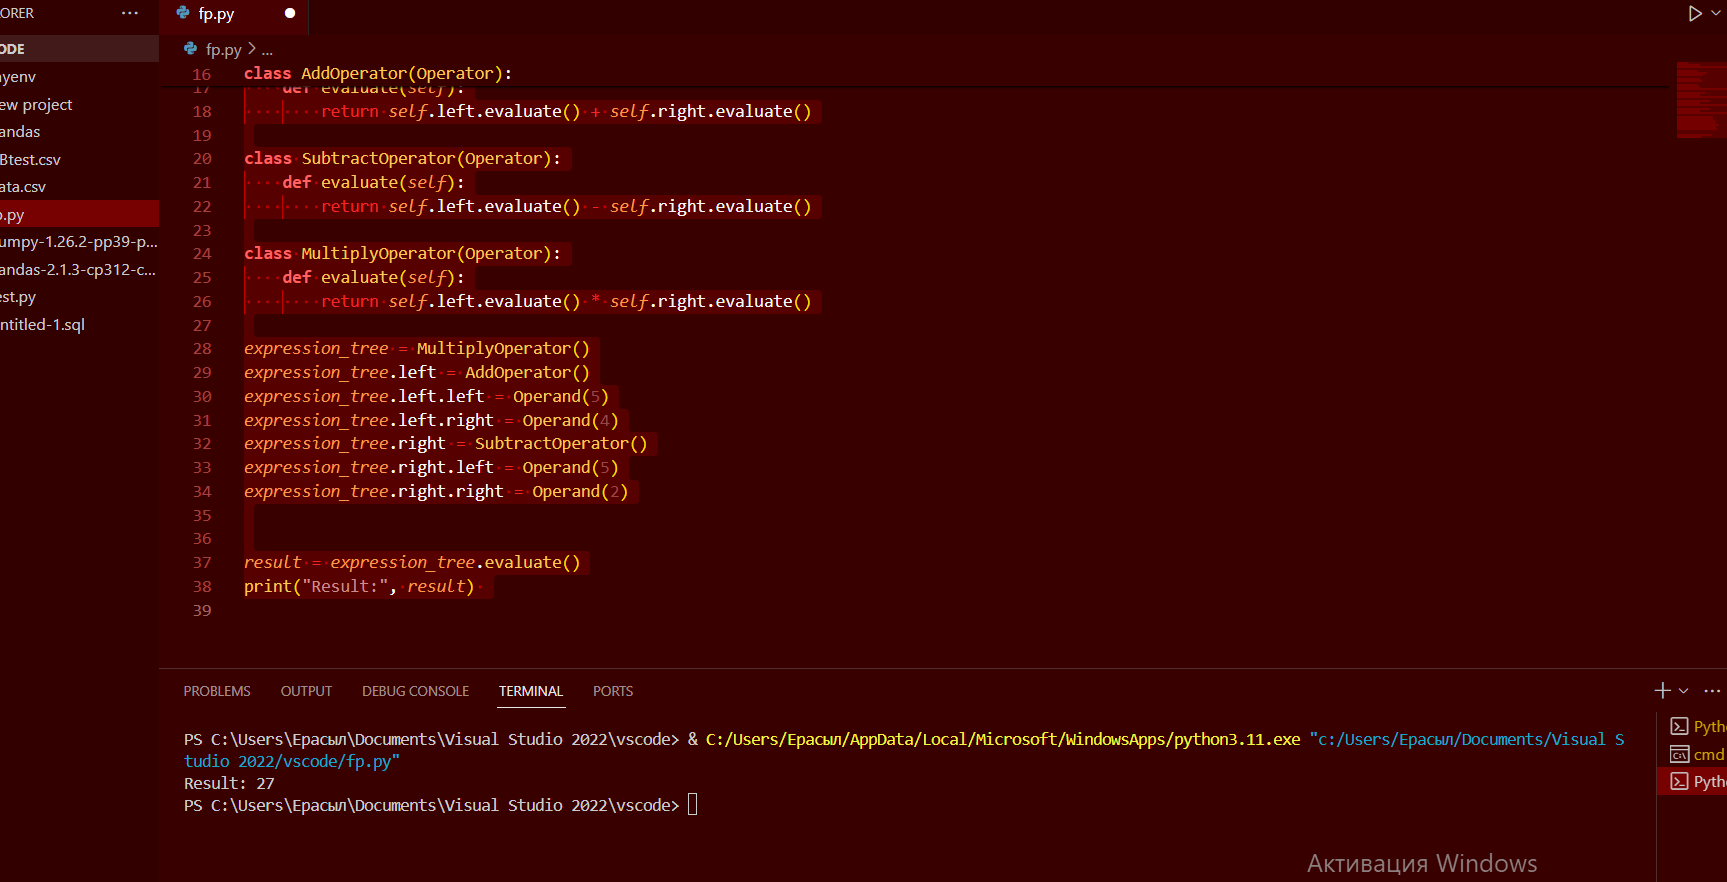 ORER ···
fp.py
ODE
fp.py > ...
yenv
ew project
andas
Btest.csv
ata.csv
p.py
umpy-1.26.2-pp39-p...
andas-2.1.3-cp312-c...
est.py
ntitled-1.sql
16 class AddOperator(Operator):
17 def evaluate(self):
18 return self.left.evaluate() + self.right.evaluate()
19
20 class SubtractOperator(Operator):
21 def evaluate(self):
22 return self.left.evaluate() - self.right.evaluate()
23
24 class MultiplyOperator(Operator):
25 def evaluate(self):
26 return self.left.evaluate() * self.right.evaluate()
27
28 expression_tree = MultiplyOperator()
29 expression_tree.left = AddOperator()
30 expression_tree.left.left = Operand(5)
31 expression_tree.left.right = Operand(4)
32 expression_tree.right = SubtractOperator()
33 expression_tree.right.left = Operand(5)
34 expression_tree.right.right = Operand(2)
35
36
37 result = expression_tree.evaluate()
38 print("Result:", result)
39
PROBLEMS OUTPUT DEBUG CONSOLE TERMINAL PORTS
PS C:\Users\Ерасыл\Documents\Visual Studio 2022\vscode> & C:/Users/Ерасыл/AppData/Local/Microsoft/WindowsApps/python3.11.exe "c:/Users/Ерасыл/Documents/Visual S
tudio 2022/vscode/fp.py"
Result: 27
PS C:\Users\Ерасыл\Documents\Visual Studio 2022\vscode>
Pyth
cmd
Pyth
Активация Windows